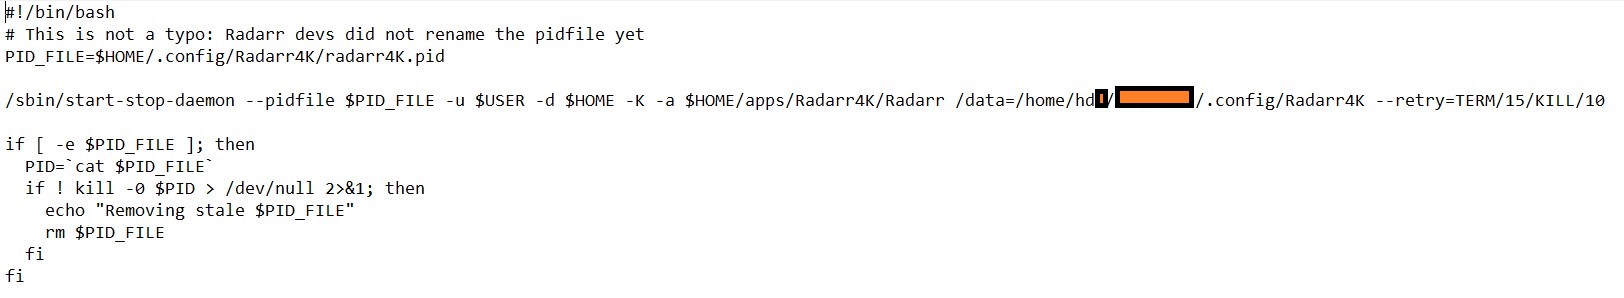 #!/bin/bash
# This is not a typo: Radarr devs did not rename the pidfile yet
PID_FILE=$HOME/.config/Radarr4K/radarr4K.pid
/sbin/start-stop-daemon --pidfile $PID_FILE -u $USER -d $HOME -K -a $HOME/apps/Radarr4K/Radarr /data=/home/hd / /.config/Radarr4K --retry=TERM/15/KILL/10
if [ -e $PID_FILE ]; then
  PID=`cat $PID_FILE`
  if ! kill -0 $PID > /dev/null 2>&1; then
    echo "Removing stale $PID_FILE"
    rm $PID_FILE
  fi
fi